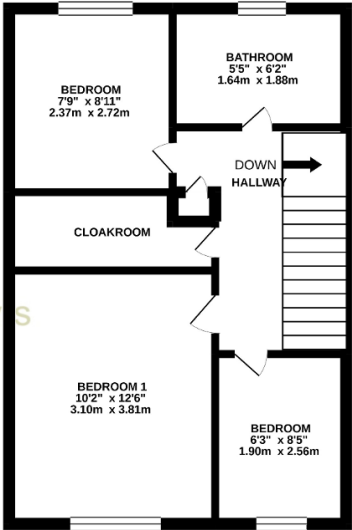 BATHROOM
5'5" x 6'2"
1.64m x 1.88m
BEDROOM
7'9" x 8'11"
2.37m x 2.72m
DOWN
HALLWAY
CLOAKROOM
BEDROOM 1
10'2" x 12'6"
3.10m x 3.81m
BEDROOM
6'3" x 8'5"
1.90m x 2.56m